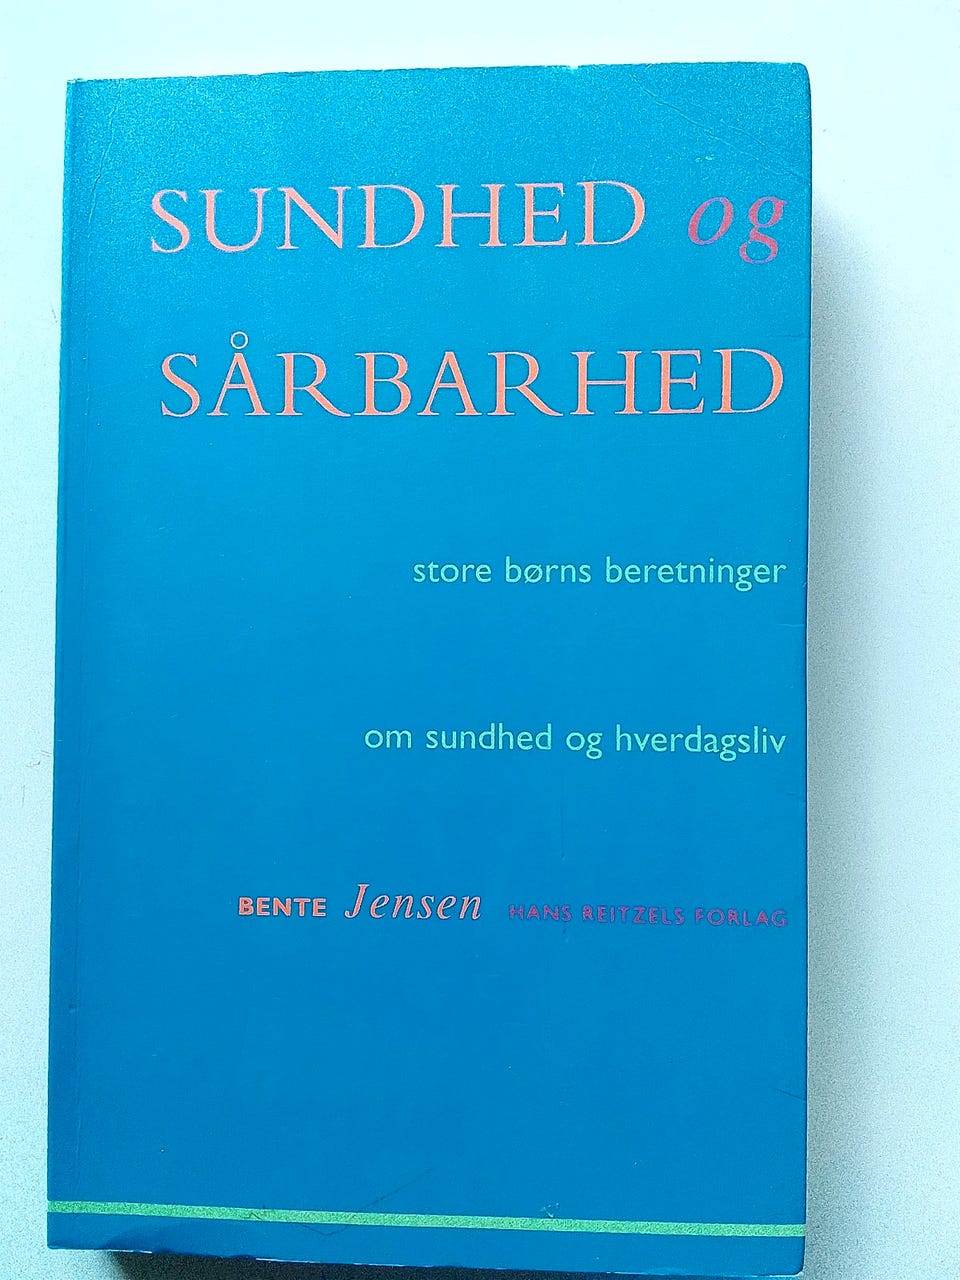 SUNDHED og
SÅRBARHED
store børns beretninger
om sundhed og hverdagsliv
BENTE Jensen HANS REITZELS FORLAG